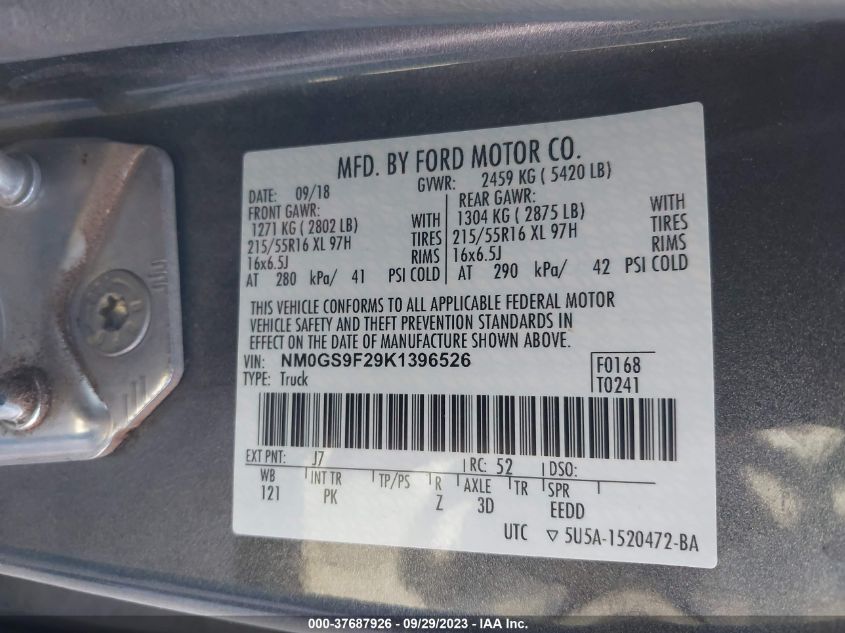 MFD. BY FORD MOTOR CO.
DATE: 09/18 GVWR: 2459 KG ( 5420 LB)
FRONT GAWR: REAR GAWR:
1271 KG ( 2802 LB) WITH 1304 KG ( 2875 LB) WITH
215/55R16 XL 97H TIRES 215/55R16 XL 97H TIRES
16x6.5J RIMS 16x6.5J RIMS
AT 280 kPa/ 41 PSI COLD AT 290 kPa/ 42 PSI COLD
THIS VEHICLE CONFORMS TO ALL APPLICABLE FEDERAL MOTOR
VEHICLE SAFETY AND THEFT PREVENTION STANDARDS IN
EFFECT ON THE DATE OF MANUFACTURE SHOWN ABOVE.
VIN: NM0GS9F29K1396526 F0168
TYPE: Truck T0241
EXT PNT: J7 RC: 52 DSO:
WB INT TR TP/PS R AXLE TR SPR
121 PK Z 3D EEDD
UTC ▽ 5U5A-1520472-BA
000-37687926 - 09/29/2023 - IAA Inc.